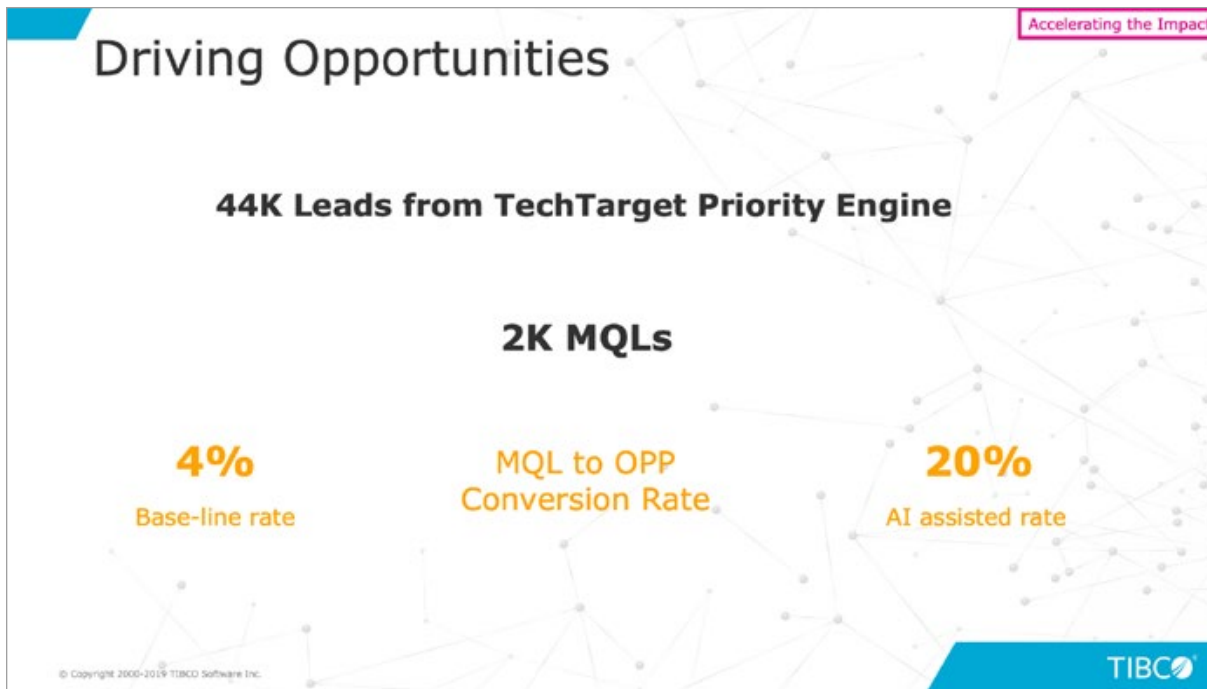 Accelerating the Impact
Driving Opportunities
44K Leads from TechTarget Priority Engine
2K MQLs
4%
Base-line rate
MQL to OPP
Conversion Rate
20%
AI assisted rate
© Copyright 2000-2019 TIBCO Software Inc.
TIBCO®